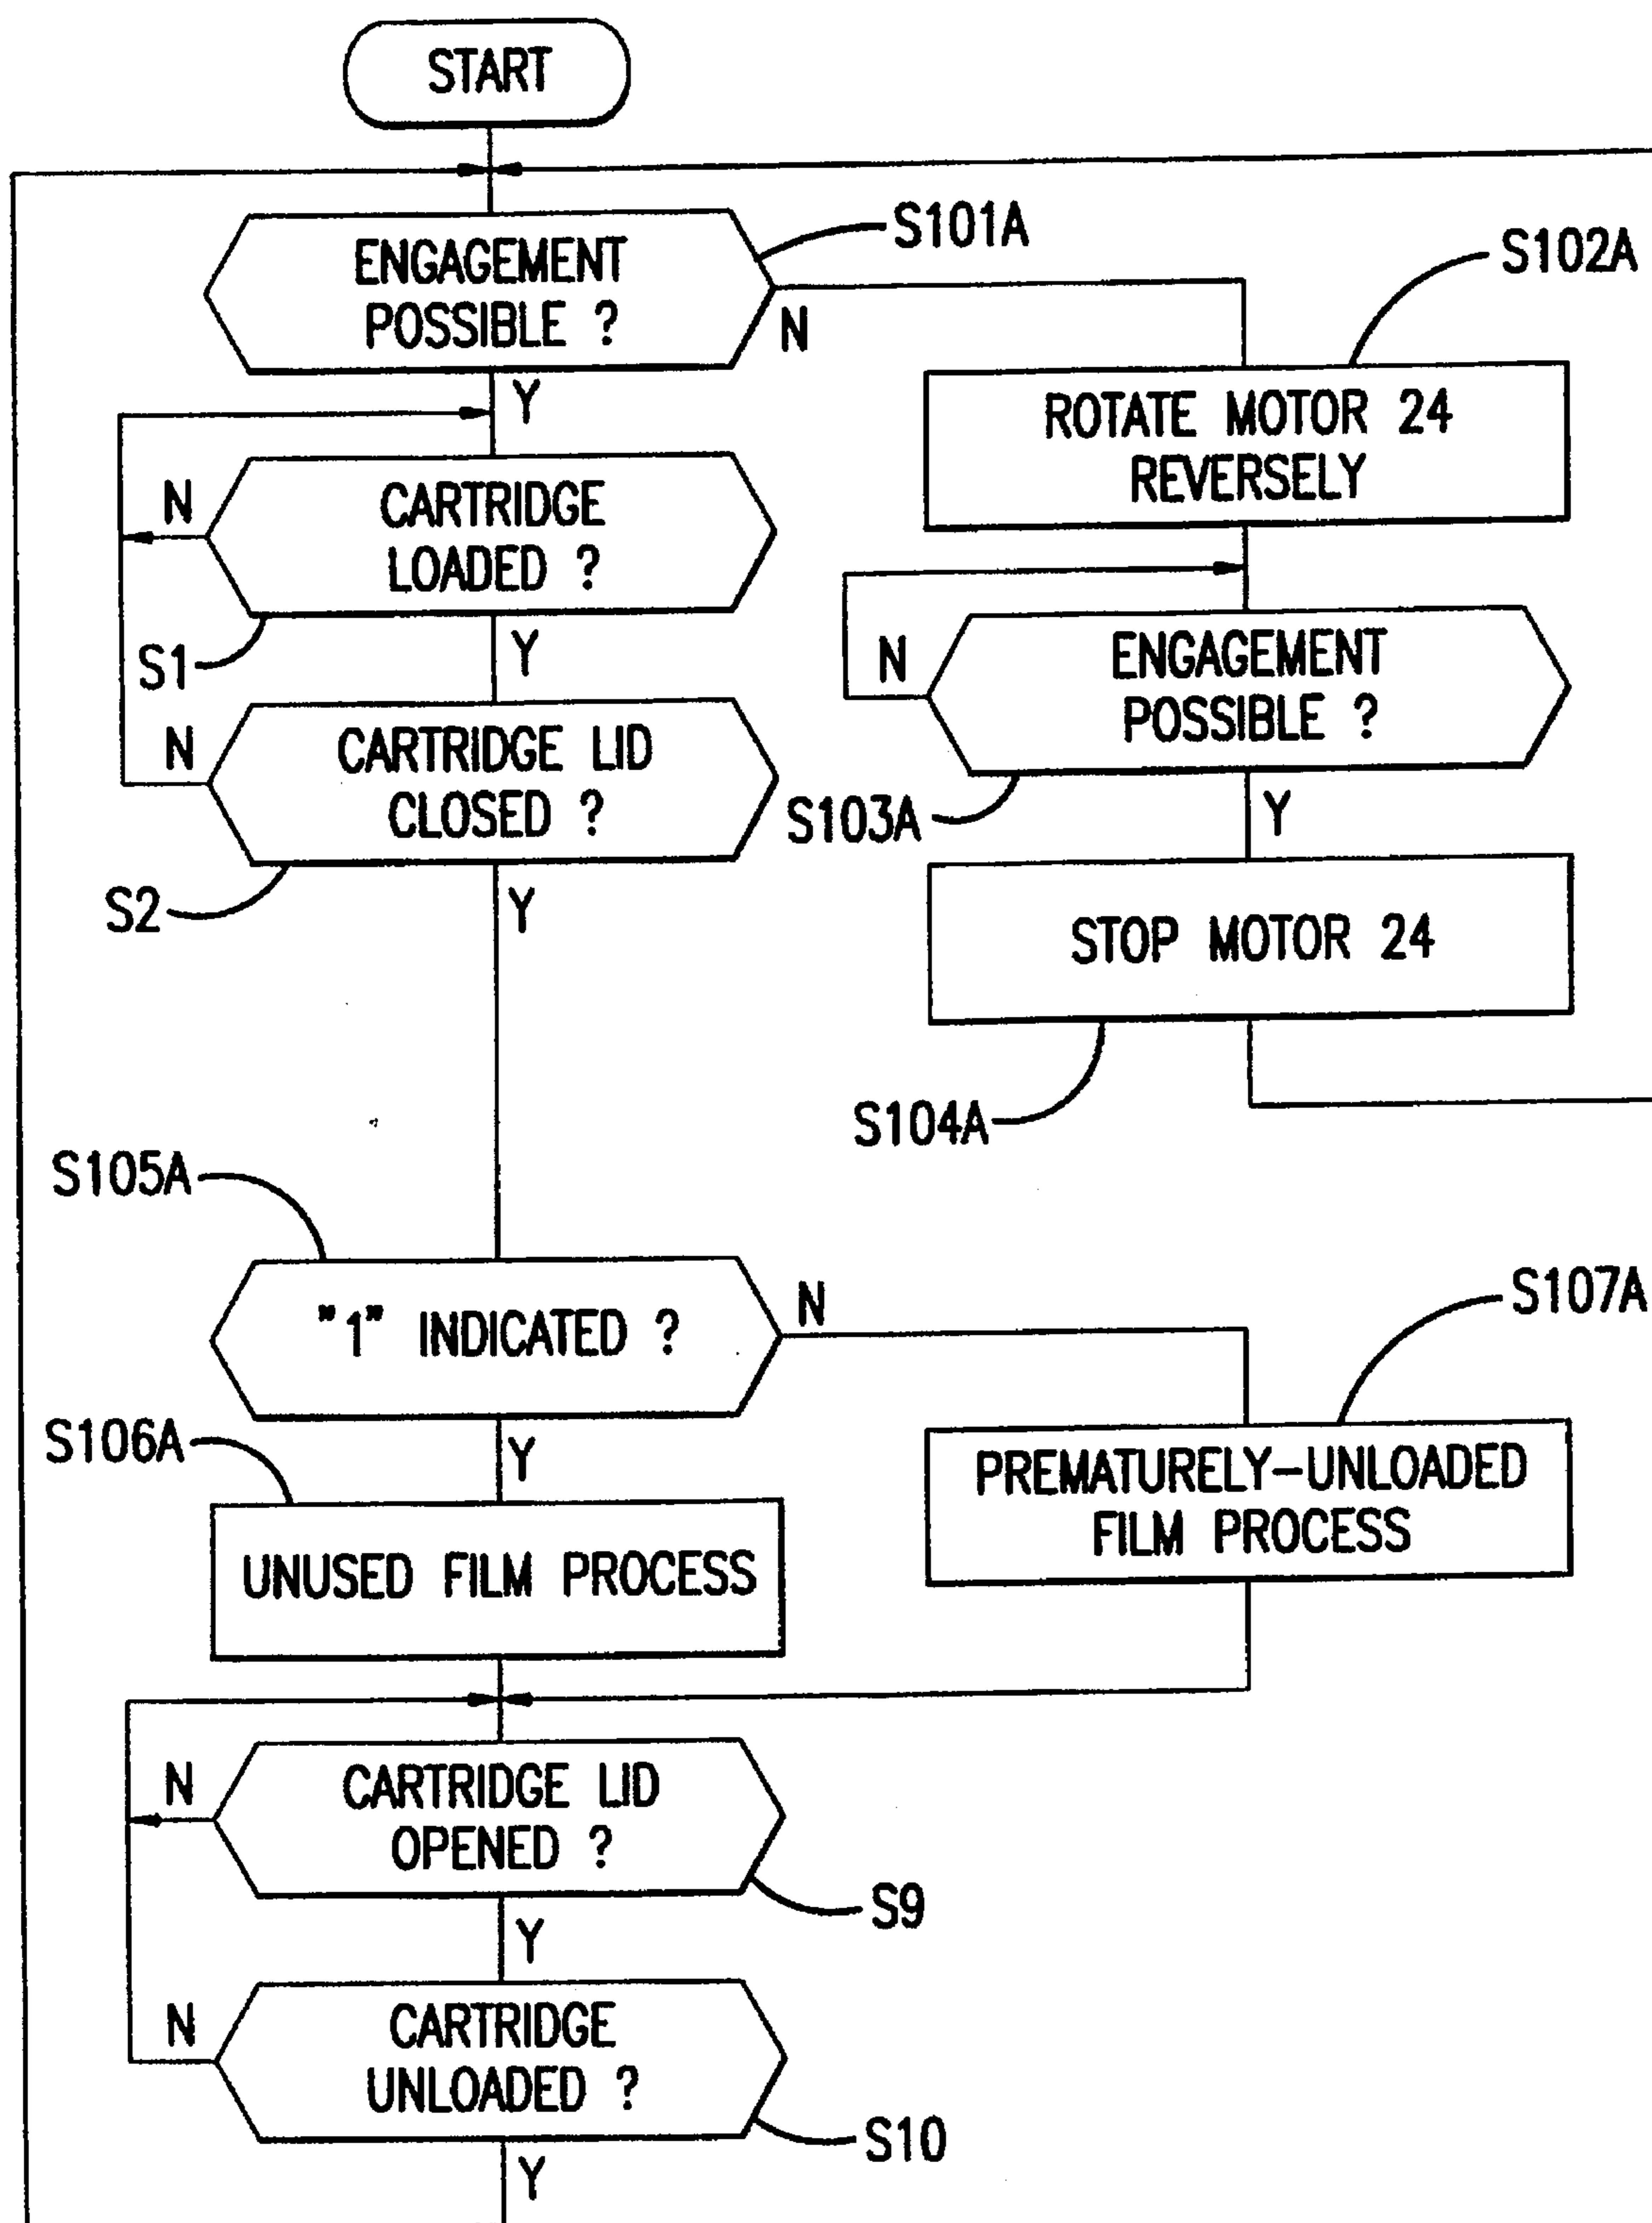 START
ENGAGEMENT
POSSIBLE ?
S101A
N
Y
S102A
ROTATE MOTOR 24
REVERSELY
CARTRIDGE
LOADED ?
N
S1
Y
ENGAGEMENT
POSSIBLE ?
N
S103A
Y
CARTRIDGE LID
CLOSED ?
N
S2
Y
STOP MOTOR 24
S104A
S105A
"1" INDICATED ?
N
Y
S107A
PREMATURELY-UNLOADED
FILM PROCESS
S106A
UNUSED FILM PROCESS
CARTRIDGE LID
OPENED ?
N
S9
Y
CARTRIDGE
UNLOADED ?
N
S10
Y